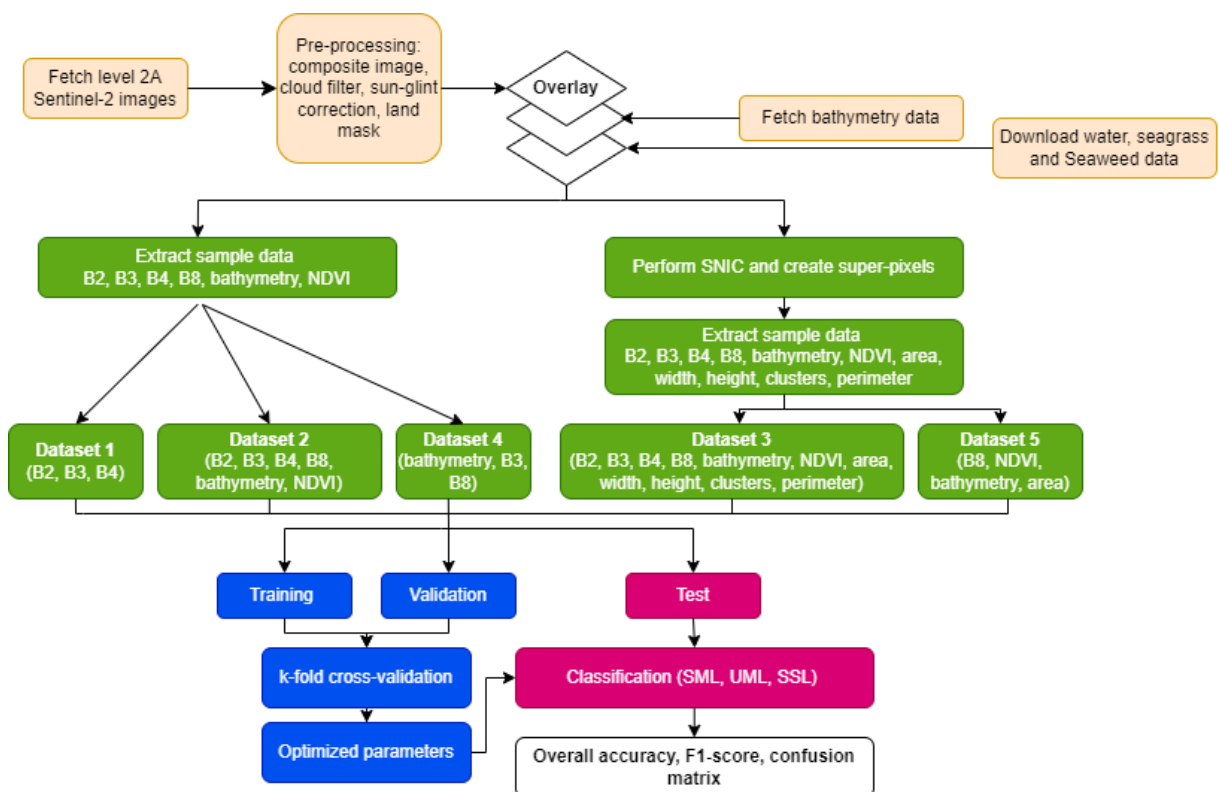 Fetch level 2A
Sentinel-2 images
Pre-processing:
composite image,
cloud filter, sun-glint
correction, land
mask
Overlay
Fetch bathymetry data
Download water, seagrass
and Seaweed data
Extract sample data
B2, B3, B4, B8, bathymetry, NDVI
Perform SNIC and create super-pixels
Extract sample data
B2, B3, B4, B8, bathymetry, NDVI, area,
width, height, clusters, perimeter
Dataset 1
(B2, B3, B4)
Dataset 2
(B2, B3, B4, B8,
bathymetry, NDVI)
Dataset 4
(bathymetry, B3,
B8)
Dataset 3
(B2, B3, B4, B8, bathymetry, NDVI, area,
width, height, clusters, perimeter)
Dataset 5
(B8, NDVI,
bathymetry, area)
Training
Validation
Test
k-fold cross-validation
Classification (SML, UML, SSL)
Optimized parameters
Overall accuracy, F1-score, confusion
matrix